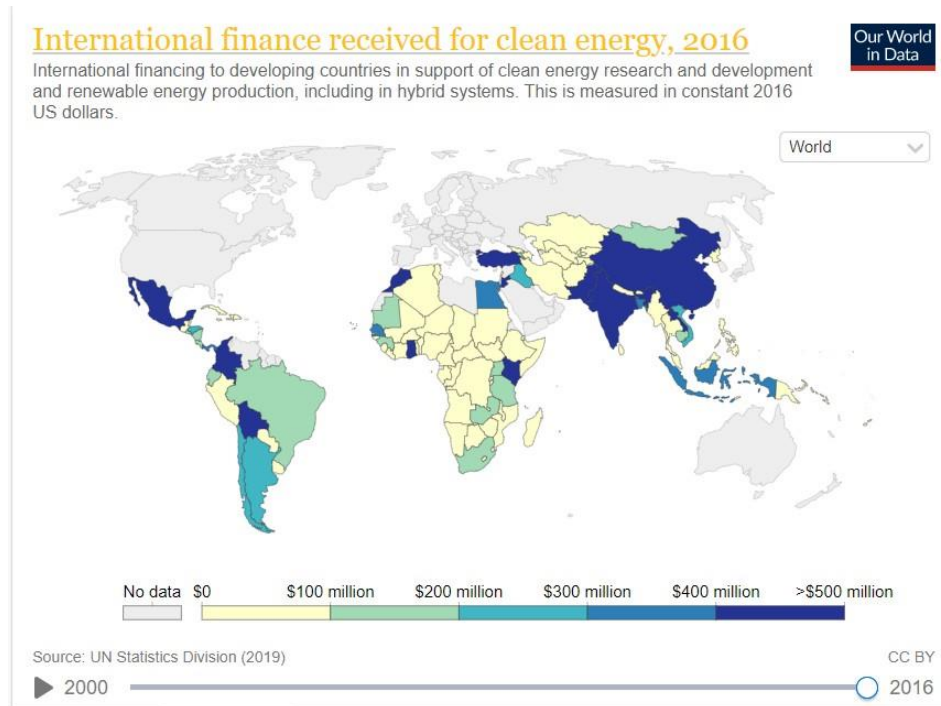 International finance received for clean energy, 2016
Our World
in Data
International financing to developing countries in support of clean energy research and development
and renewable energy production, including in hybrid systems. This is measured in constant 2016
US dollars.
World
No data $0 $100 million $200 million $300 million $400 million >$500 million
Source: UN Statistics Division (2019)
CC BY
2000
2016